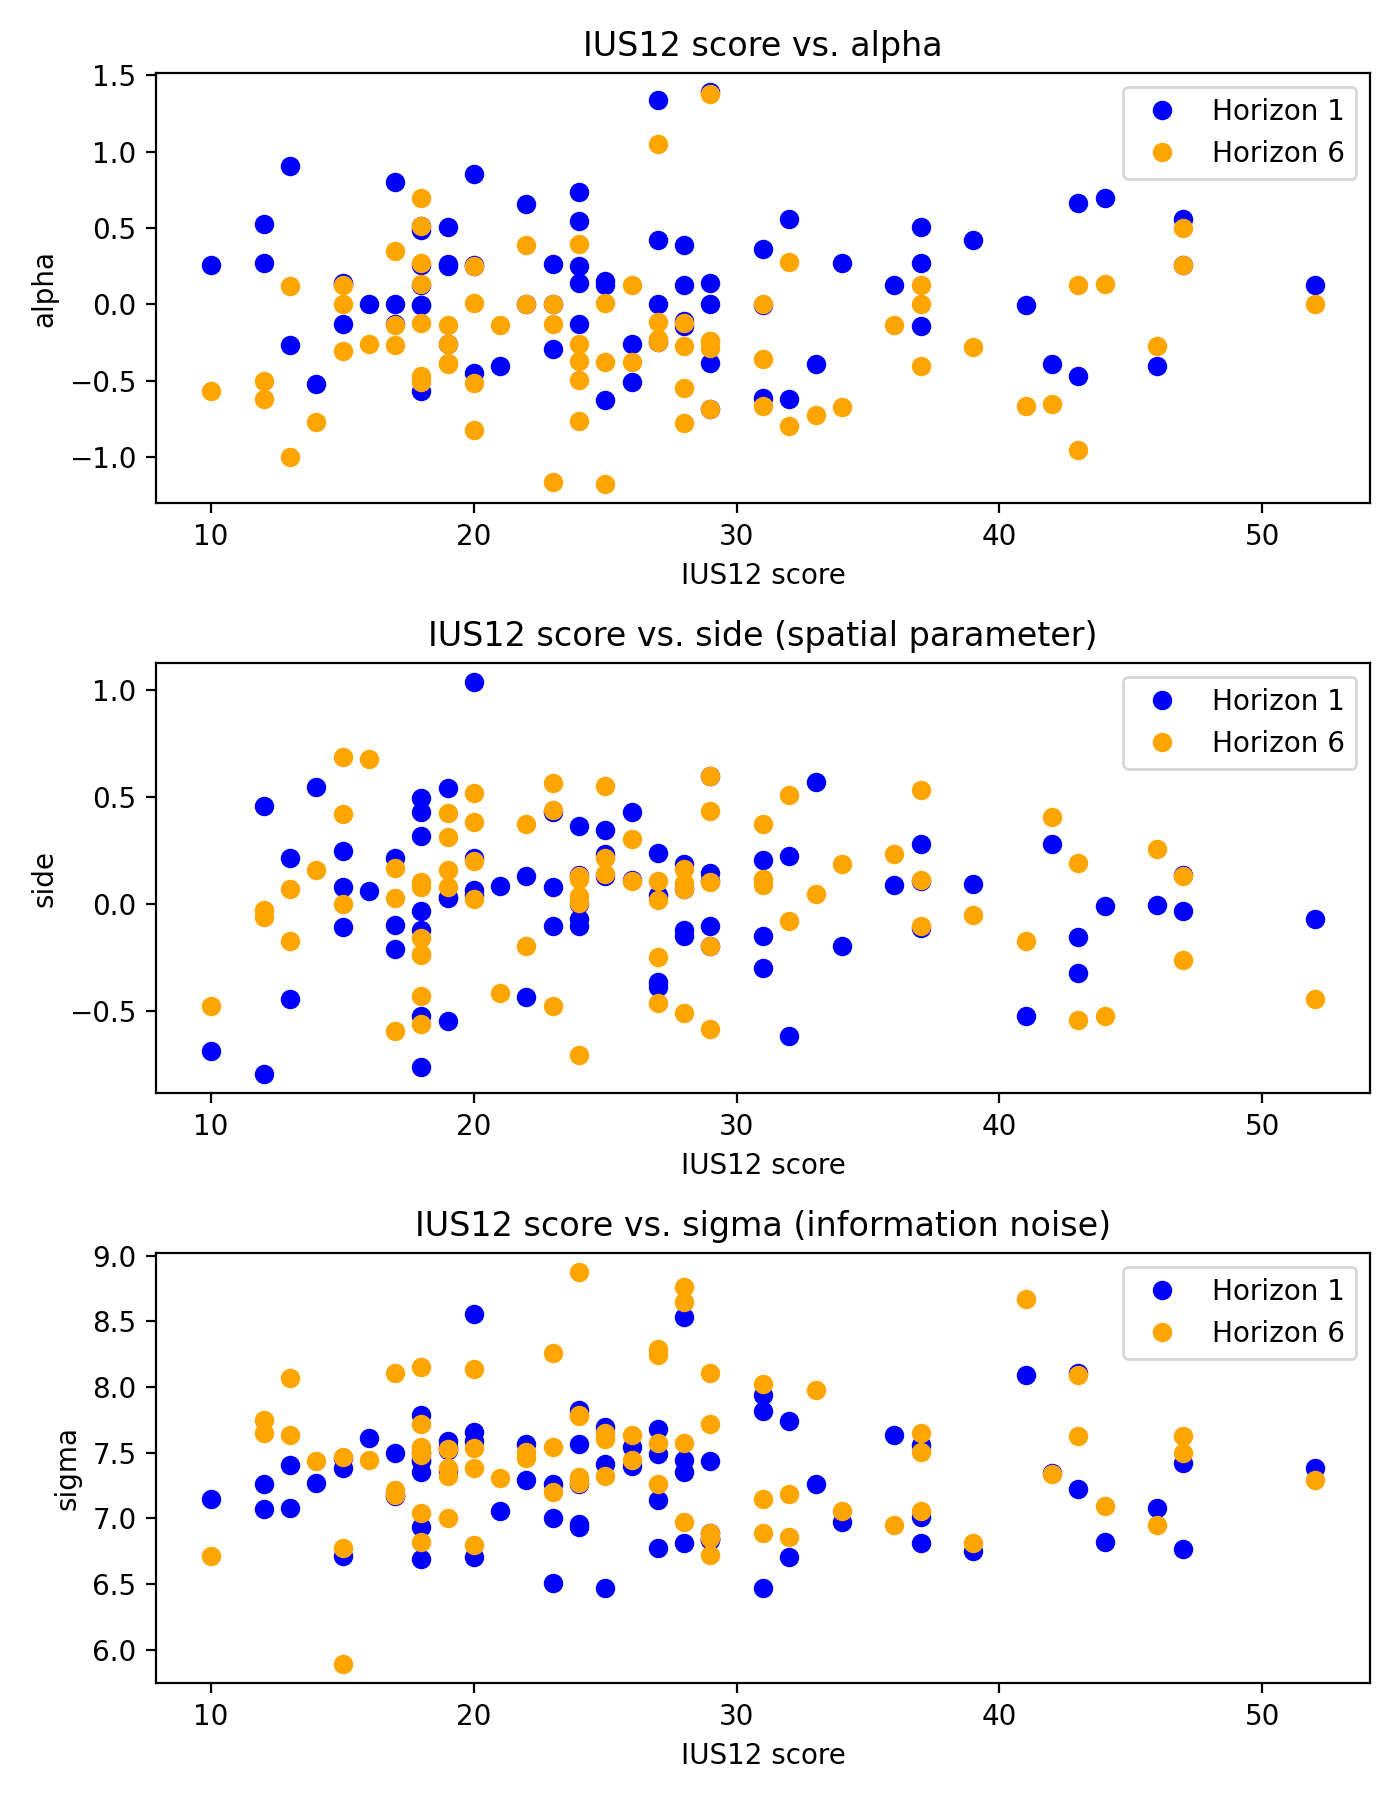 IUS12 score vs. alpha
1.5
1.0
0.5
0.0
−0.5
−1.0
alpha
Horizon 1
Horizon 6
10 20 30 40 50
IUS12 score
IUS12 score vs. side (spatial parameter)
1.0
0.5
0.0
−0.5
side
Horizon 1
Horizon 6
10 20 30 40 50
IUS12 score
IUS12 score vs. sigma (information noise)
9.0
8.5
8.0
7.5
7.0
6.5
6.0
sigma
Horizon 1
Horizon 6
10 20 30 40 50
IUS12 score